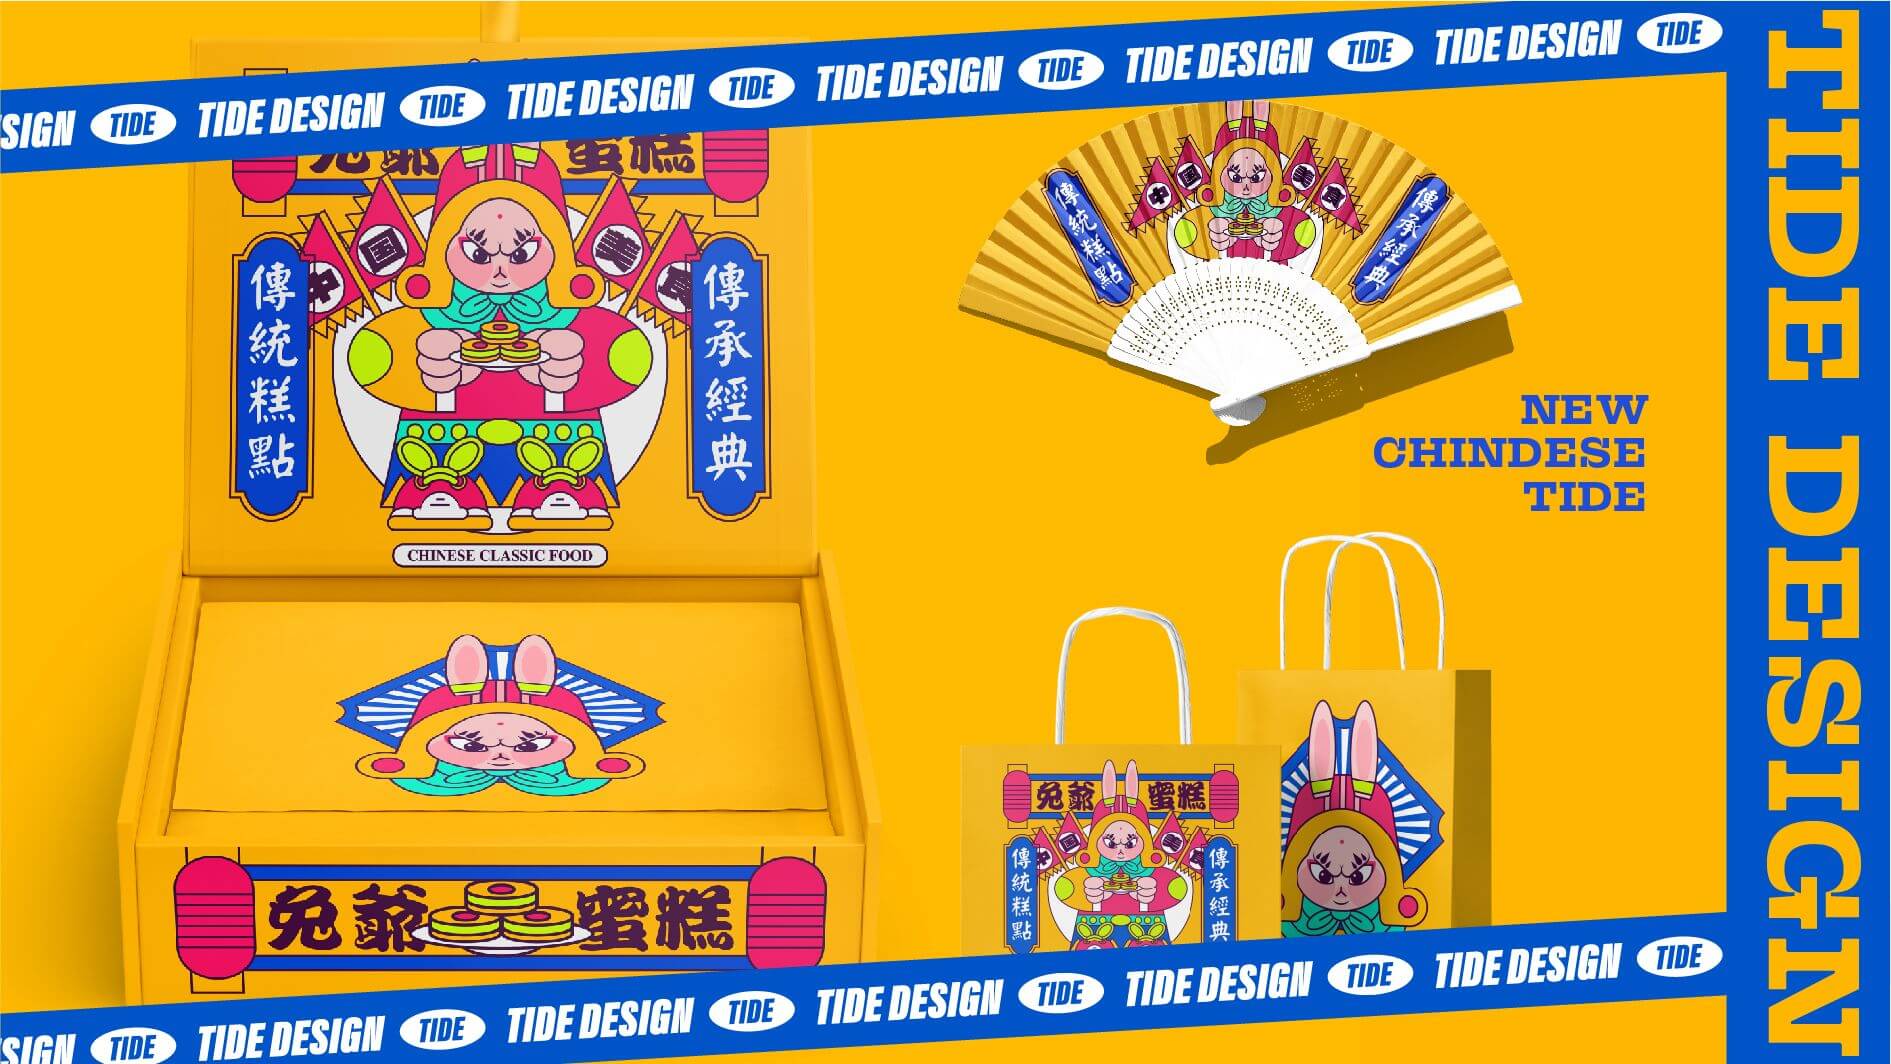 SIGN TIDE TIDE DESIGN TIDE TIDE DESIGN TIDE TIDE DESIGN TIDE TIDE DESIGN TIDE TIDE DESIGN TIDE
TIDE DESIGN
兔爺 蜜糕
中 国 美 食
傳統糕點
傳承經典
CHINESE CLASSIC FOOD
兔爺 蜜糕
中 国 美 食
傳統糕點
傳承經典
NEW
CHINDESE
TIDE
兔爺 蜜糕
中 国 美 食
傳統糕點
傳承經典
SIGN TIDE TIDE DESIGN TIDE TIDE DESIGN TIDE TIDE DESIGN TIDE TIDE DESIGN TIDE TIDE DESIGN TIDE